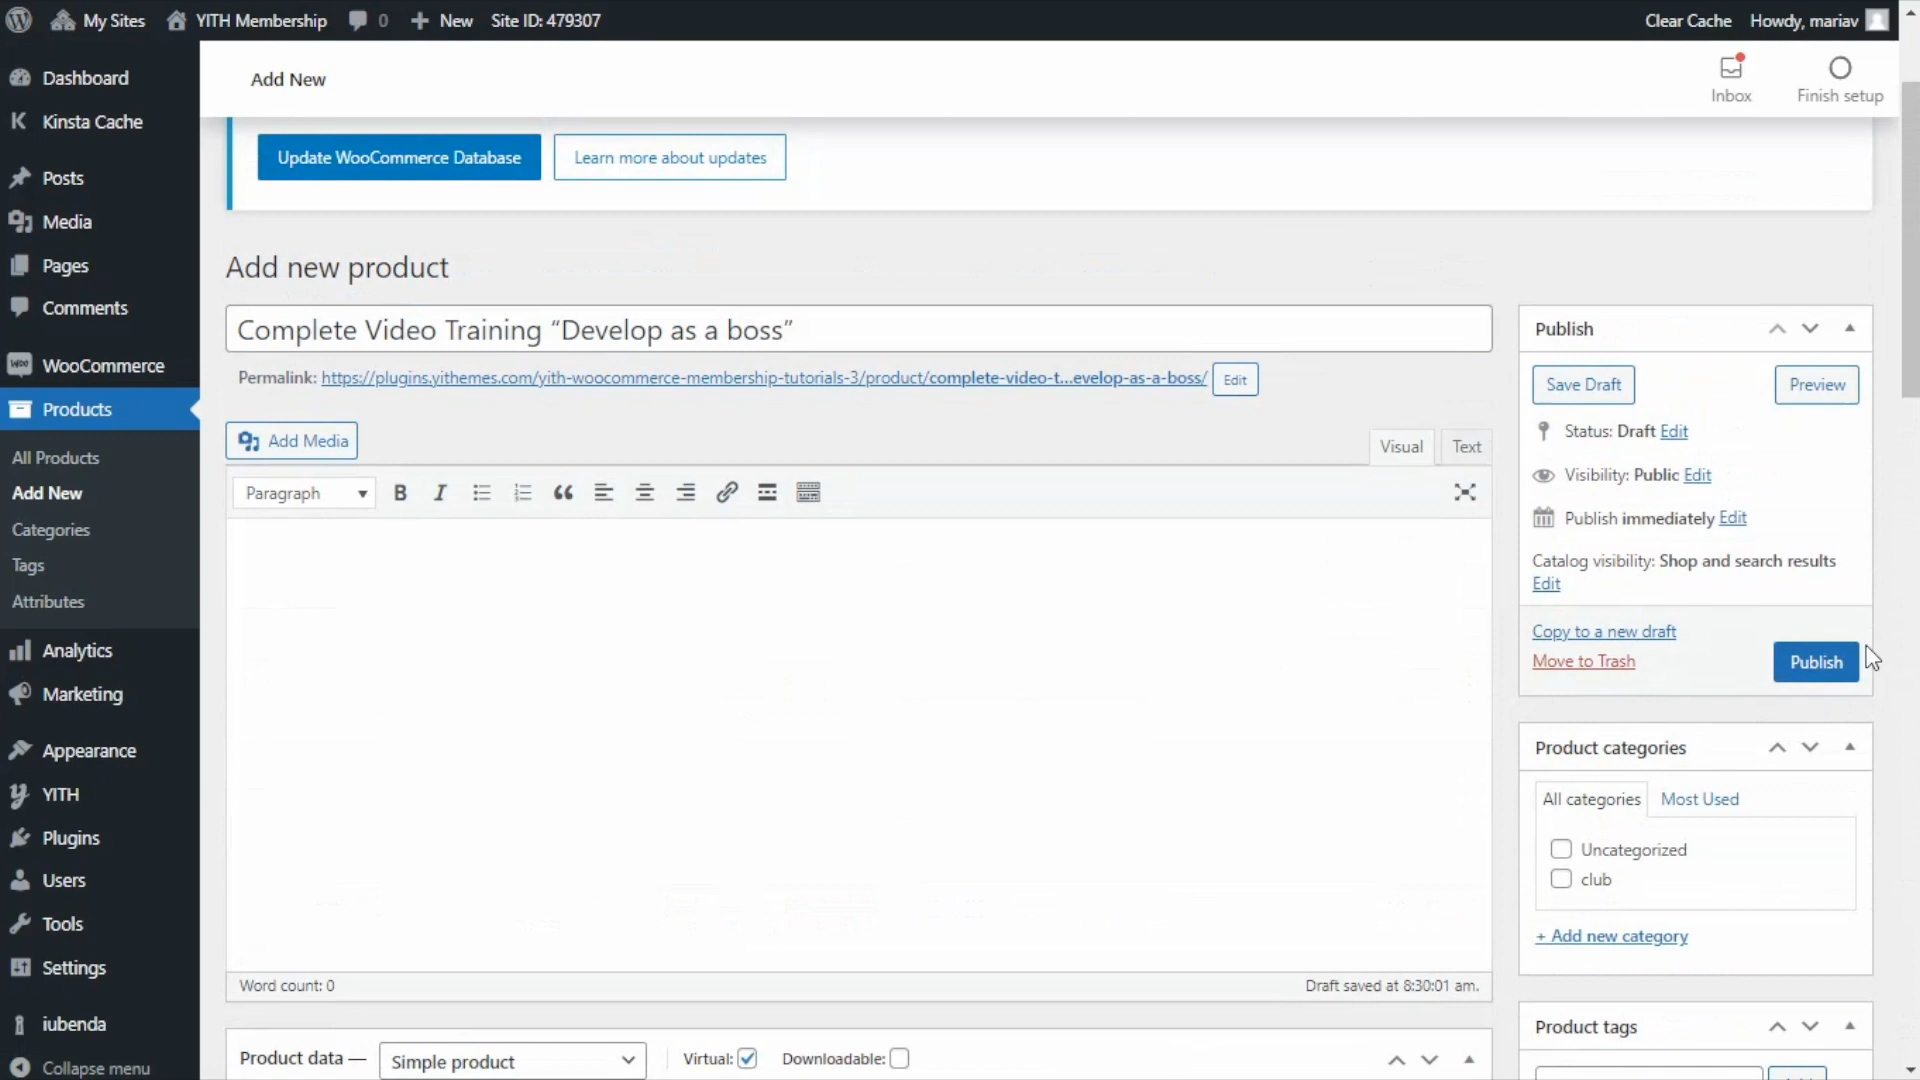 My Sites
YITH Membership
0
New
Site ID: 479307
Clear Cache
Howdy, mariav
Dashboard
Kinsta Cache
Posts
Media
Pages
Comments
WooCommerce
Products
All Products
Add New
Categories
Tags
Attributes
Analytics
Marketing
Appearance
YITH
Plugins
Users
Tools
Settings
iubenda
Collapse menu
Add New
Inbox
Finish setup
Update WooCommerce Database
Learn more about updates
Add new product
Complete Video Training “Develop as a boss”
Permalink: https://plugins.yithemes.com/yith-woocommerce-membership-tutorials-3/product/complete-video-t…evelop-as-a-boss/ Edit
Add Media
Visual
Text
Paragraph
Word count: 0
Draft saved at 8:30:01 am.
Product data —
Simple product
Virtual:
Downloadable:
Publish
Save Draft
Preview
Status: Draft Edit
Visibility: Public Edit
Publish immediately Edit
Catalog visibility: Shop and search results
Edit
Copy to a new draft
Move to Trash
Publish
Product categories
All categories
Most Used
Uncategorized
club
+ Add new category
Product tags